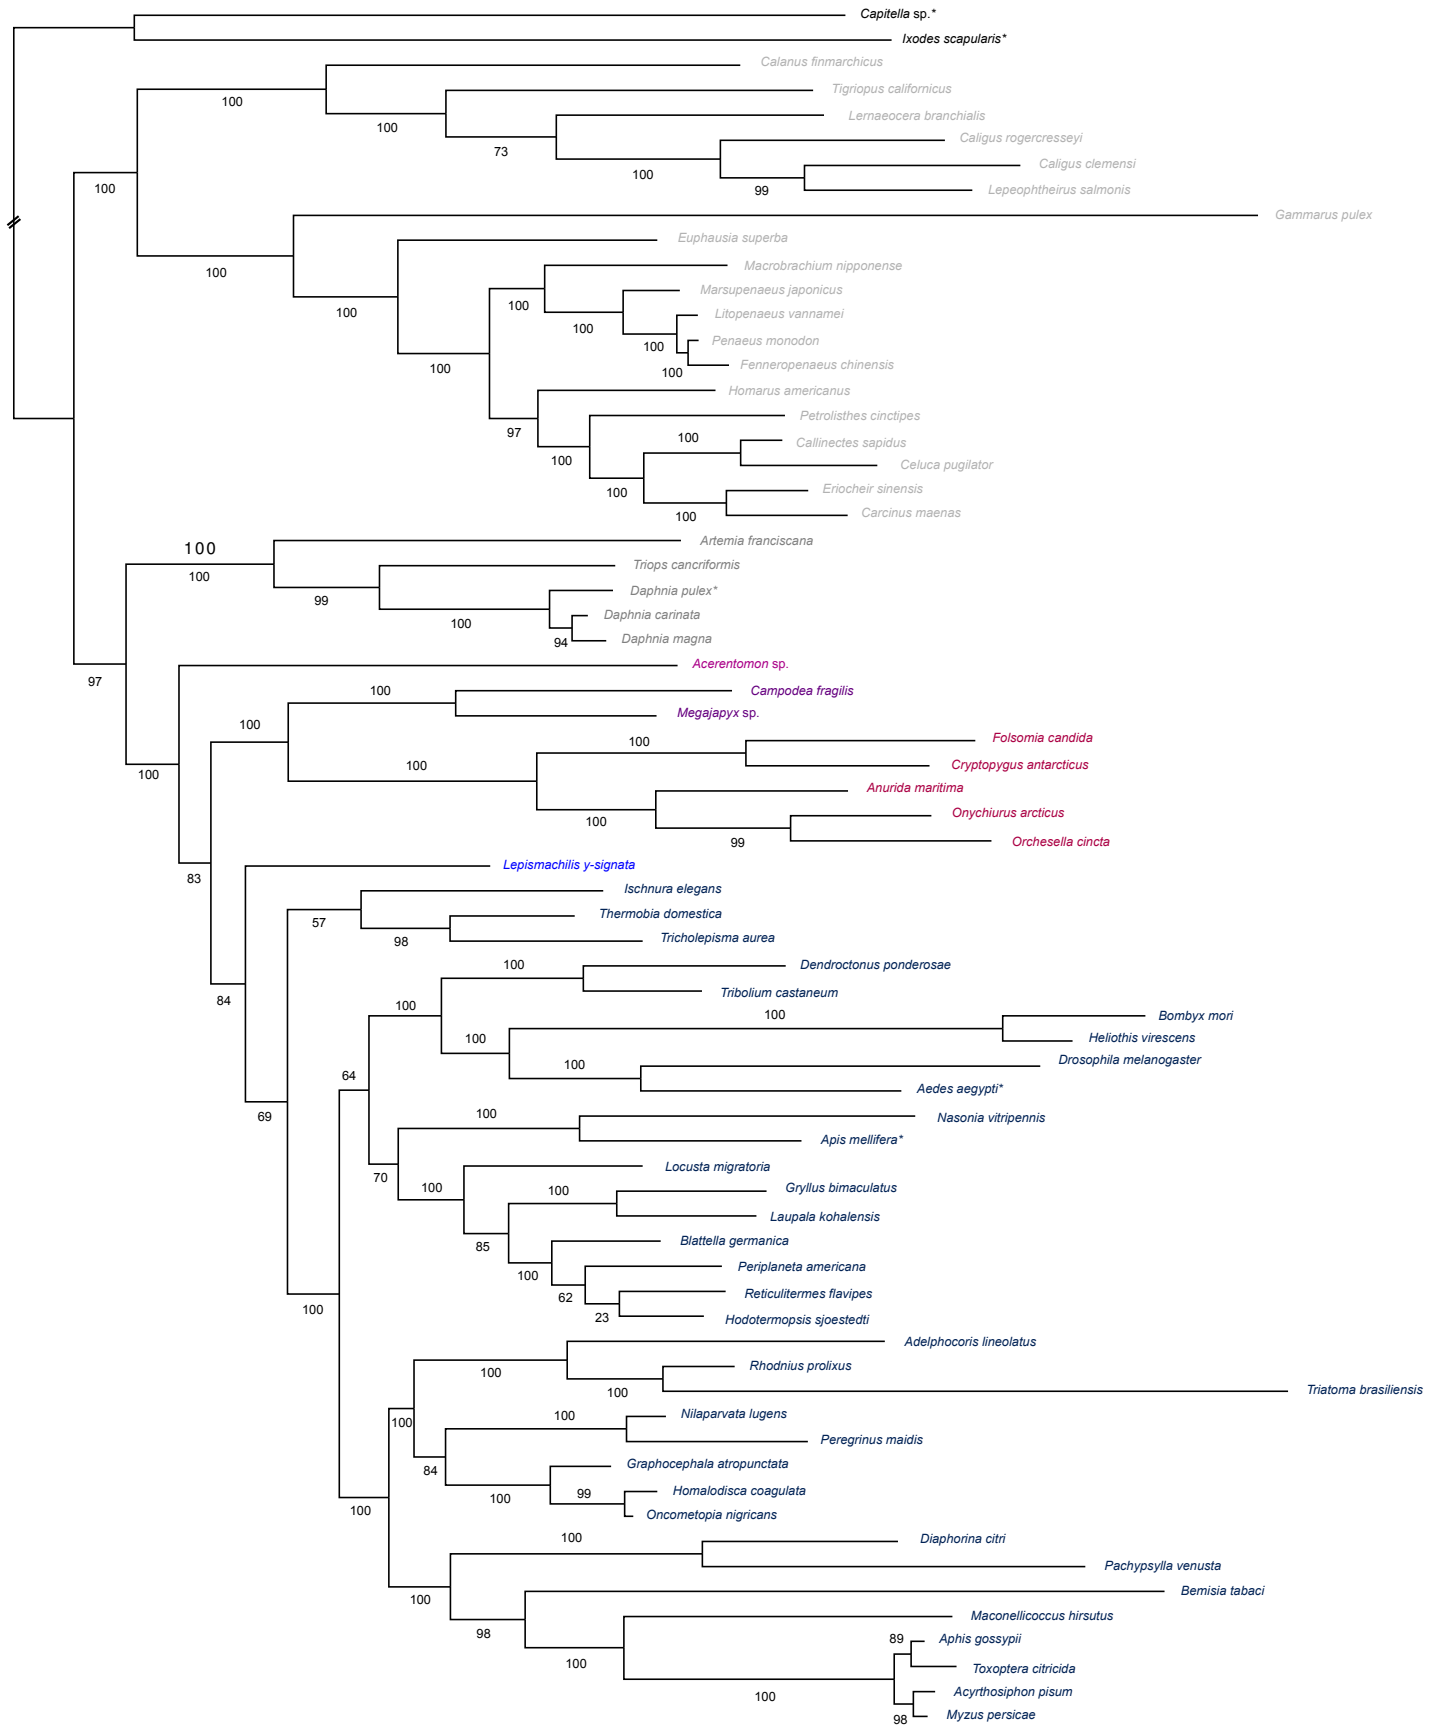 Capitella sp.*
Ixodes scapularis*
Calanus finmarchicus
Tigriopus californicus
100
Lernaeocera branchialis
100
Caligus rogercresseyi
73
Caligus clemensi
100
Lepeophtheirus salmonis
99
100
Gammarus pulex
Euphausia superba
100
Macrobrachium nipponense
Marsupenaeus japonicus
100
100
Litopenaeus vannamei
100
Penaeus monodon
100
Fenneropenaeus chinensis
100
100
Homarus americanus
Petrolisthes cinctipes
97
100
Callinectes sapidus
100
Celuca pugilator
100
Eriocheir sinensis
Carcinus maenas
100
Artemia franciscana
100
Triops cancriformis
100
Daphnia pulex*
99
Daphnia carinata
100
Daphnia magna
94
Acerentomon sp.
97
100
Campodea fragilis
Megajapyx sp.
100
Folsomia candida
100
Cryptopygus antarcticus
100
100
Anurida maritima
Onychiurus arcticus
100
Orchesella cincta
99
Lepismachilis y-signata
83
Ischnura elegans
Thermobia domestica
57
Tricholepisma aurea
98
Dendroctonus ponderosae
100
Tribolium castaneum
84
100
Bombyx mori
100
Heliothis virescens
100
Drosophila melanogaster
100
Aedes aegypti*
64
Nasonia vitripennis
100
69
Apis mellifera*
Locusta migratoria
70
Gryllus bimaculatus
100
100
Laupala kohalensis
Blattella germanica
85
Periplaneta americana
100
Reticulitermes flavipes
62
100
Hodotermopsis sjoestedti
23
Adelphocoris lineolatus
Rhodnius prolixus
100
Triatoma brasiliensis
100
Nilaparvata lugens
100
100
Peregrinus maidis
Graphocephala atropunctata
84
Homalodisca coagulata
99
100
Oncometopia nigricans
100
Diaphorina citri
100
Pachypsylla venusta
Bemisia tabaci
100
Maconellicoccus hirsutus
98
Aphis gossypii
89
100
Toxoptera citricida
Acyrthosiphon pisum
100
Myzus persicae
98